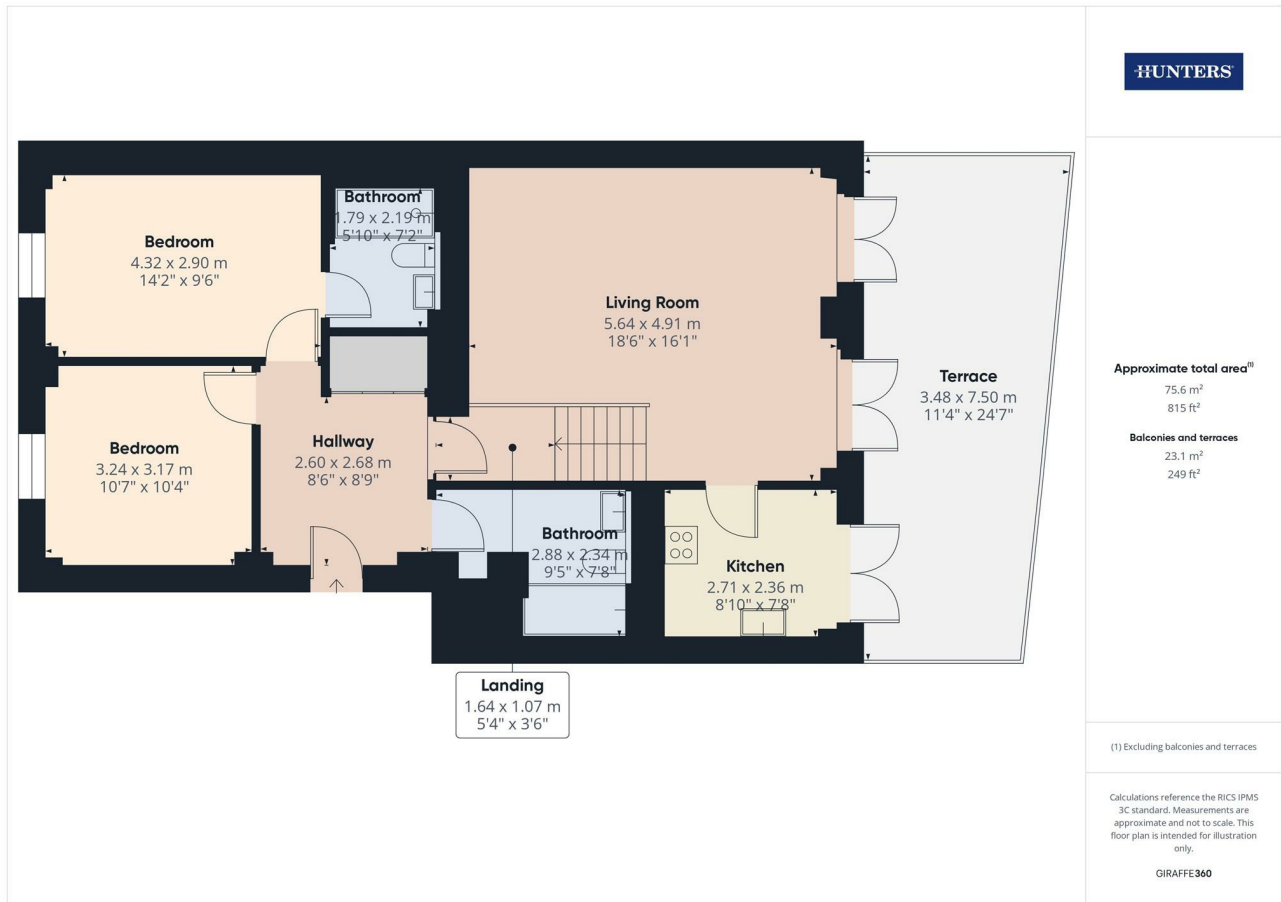 HUNTERS
Bathroom
1.79 x 2.19 m
5'10" x 7'2"
Bedroom
4.32 x 2.90 m
14'2" x 9'6"
Living Room
5.64 x 4.91 m
18'6" x 16'1"
Terrace
3.48 x 7.50 m
11'4" x 24'7"
Bedroom
3.24 x 3.17 m
10'7" x 10'4"
Hallway
2.60 x 2.68 m
8'6" x 8'9"
Bathroom
2.88 x 2.34 m
9'5" x 7'8"
Kitchen
2.71 x 2.36 m
8'10" x 7'8"
Landing
1.64 x 1.07 m
5'4" x 3'6"
Approximate total area(1)
75.6 m²
815 ft²
Balconies and terraces
23.1 m²
249 ft²
(1) Excluding balconies and terraces
Calculations reference the RICS IPMS
3C standard. Measurements are
approximate and not to scale. This
floor plan is intended for illustration
only.
GIRAFFE360